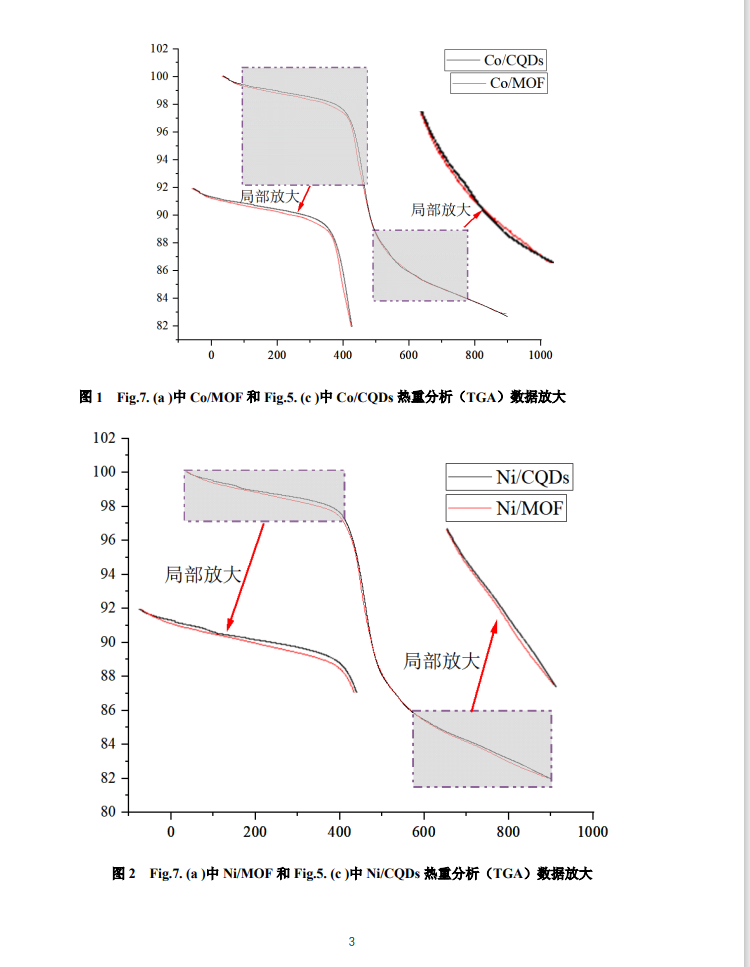 102
100
98
96
94
92
90
88
86
84
82
0 200 400 600 800 1000
Co/CQDs
Co/MOF
局部放大
局部放大
图 1 Fig.7. (a )中 Co/MOF 和 Fig.5. (c )中 Co/CQDs 热重分析（TGA）数据放大
102
100
98
96
94
92
90
88
86
84
82
80
0 200 400 600 800 1000
Ni/CQDs
Ni/MOF
局部放大
局部放大
图 2 Fig.7. (a )中 Ni/MOF 和 Fig.5. (c )中 Ni/CQDs 热重分析（TGA）数据放大
3